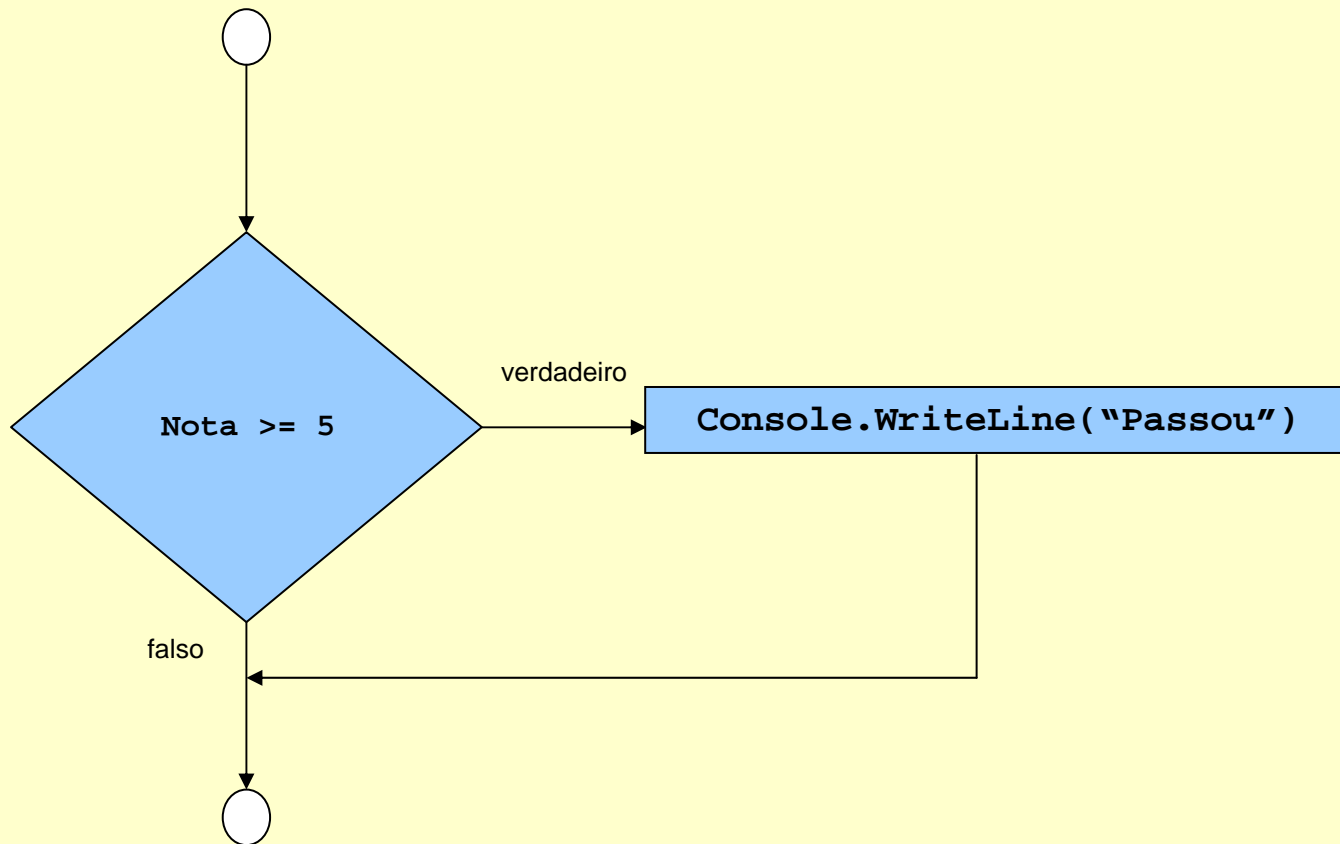 verdadeiro
Nota >= 5
Console.WriteLine(“Passou”)
falso